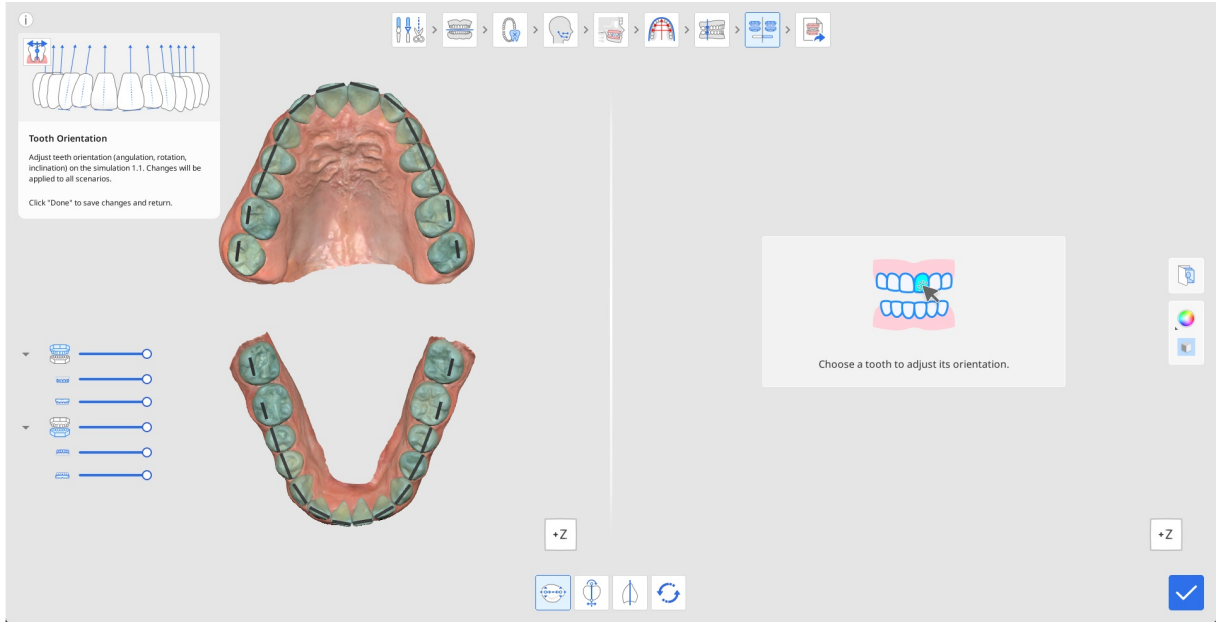 Tooth Orientation
Adjust teeth orientation (angulation, rotation,
inclination) on the simulation 1.1. Changes will be
applied to all scenarios.
Click "Done" to save changes and return.
Choose a tooth to adjust its orientation.
+Z
+Z